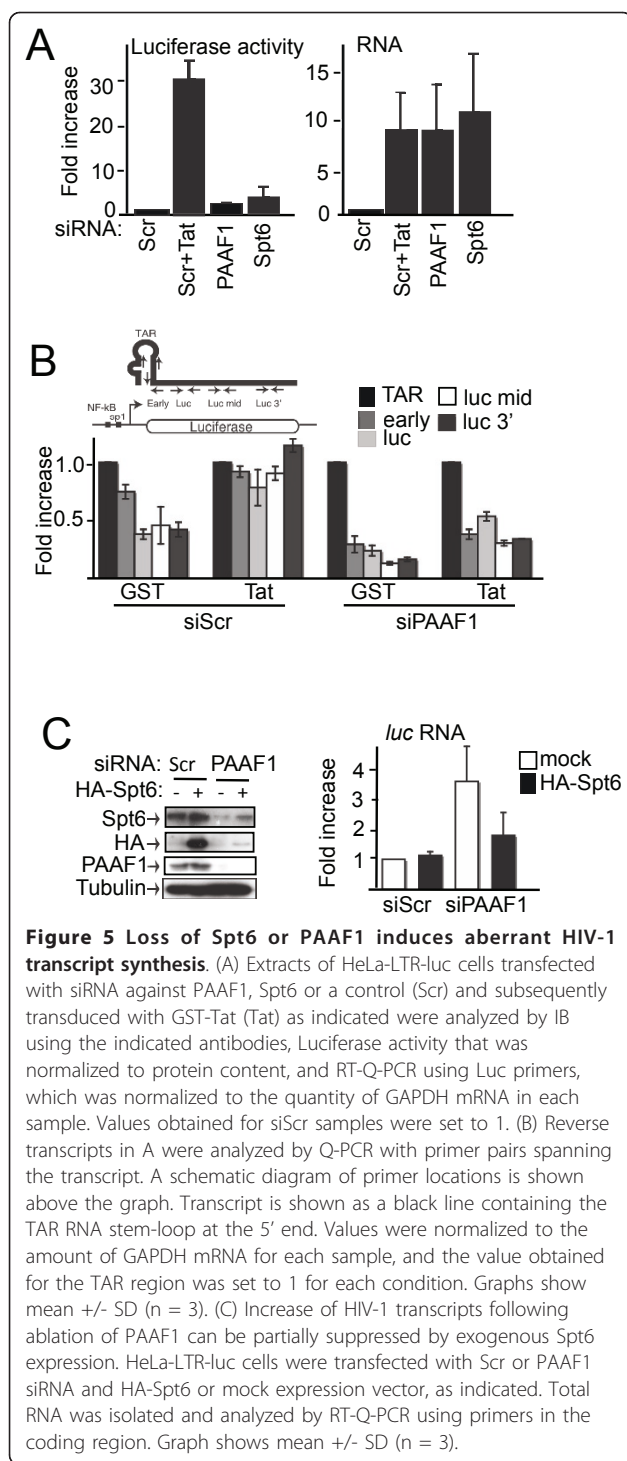 A
Luciferase activity
RNA
Fold increase
30
20
10
0
15
10
5
0
siRNA:
Scr
Scr+Tat
PAAF1
Spt6
Scr
Scr+Tat
PAAF1
Spt6
B
TAR
NF-kB
sp1
Early
Luc
Luc mid
Luc 3'
Luciferase
TAR
early
luc
luc mid
luc 3'
Fold increase
1.0
0.5
GST
Tat
GST
Tat
siScr
siPAAF1
C
siRNA: Scr PAAF1
HA-Spt6: - + - +
Spt6→
HA→
PAAF1→
Tubulin→
luc RNA
mock
HA-Spt6
Fold increase
4
3
2
1
siScr
siPAAF1
Figure 5 Loss of Spt6 or PAAF1 induces aberrant HIV-1
transcript synthesis. (A) Extracts of HeLa-LTR-luc cells transfected
with siRNA against PAAF1, Spt6 or a control (Scr) and subsequently
transduced with GST-Tat (Tat) as indicated were analyzed by IB
using the indicated antibodies, Luciferase activity that was
normalized to protein content, and RT-Q-PCR using Luc primers,
which was normalized to the quantity of GAPDH mRNA in each
sample. Values obtained for siScr samples were set to 1. (B) Reverse
transcripts in A were analyzed by Q-PCR with primer pairs spanning
the transcript. A schematic diagram of primer locations is shown
above the graph. Transcript is shown as a black line containing the
TAR RNA stem-loop at the 5' end. Values were normalized to the
amount of GAPDH mRNA for each sample, and the value obtained
for the TAR region was set to 1 for each condition. Graphs show
mean +/- SD (n = 3). (C) Increase of HIV-1 transcripts following
ablation of PAAF1 can be partially suppressed by exogenous Spt6
expression. HeLa-LTR-luc cells were transfected with Scr or PAAF1
siRNA and HA-Spt6 or mock expression vector, as indicated. Total
RNA was isolated and analyzed by RT-Q-PCR using primers in the
coding region. Graph shows mean +/- SD (n = 3).